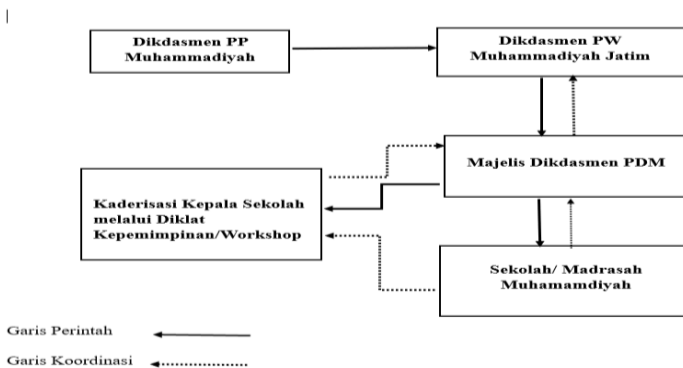 Dikdasmen PP
Muhammadiyah
Dikdasmen PW
Muhammadiyah Jatim
Majelis Dikdasmen PDM
Kaderisasi Kepala Sekolah
melalui Diklat
Kepemimpinan/Workshop
Sekolah/ Madrasah
Muhamamdiyah
Garis Perintah
Garis Koordinasi